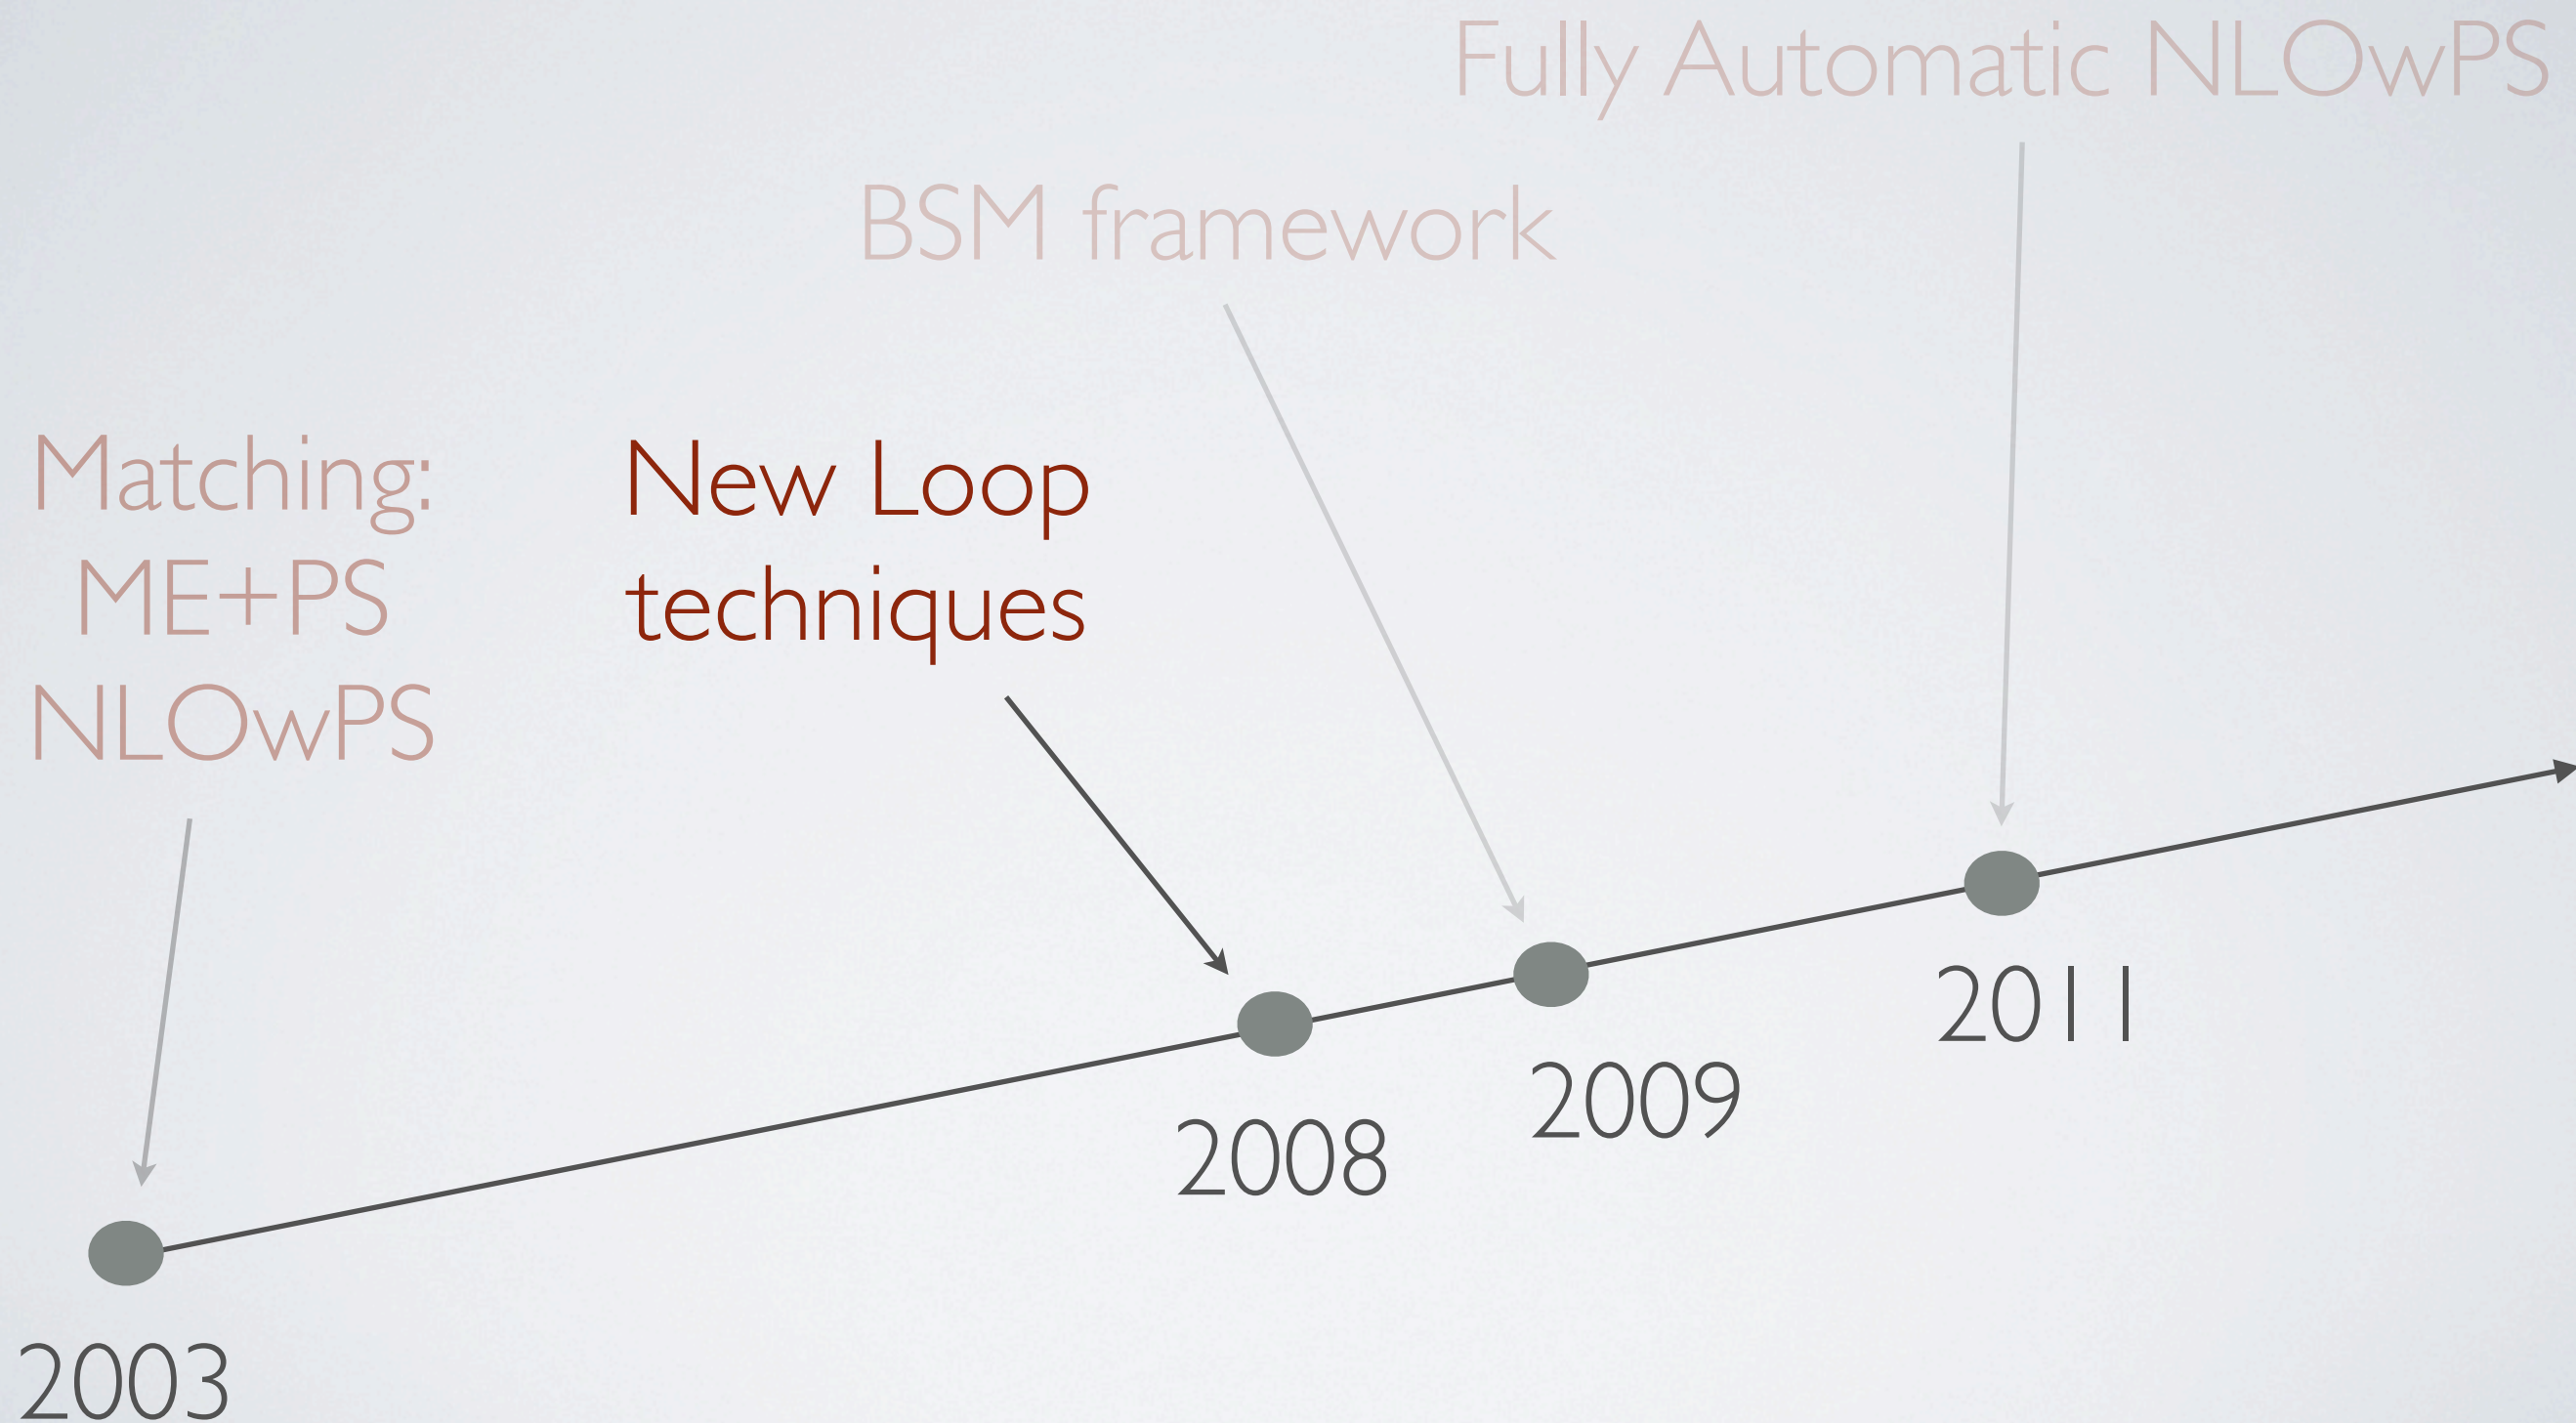 Fully Automatic NLOwPS
BSM framework
Matching:
ME+PS
NLOwPS
New Loop
techniques
2011
2009
2008
2003